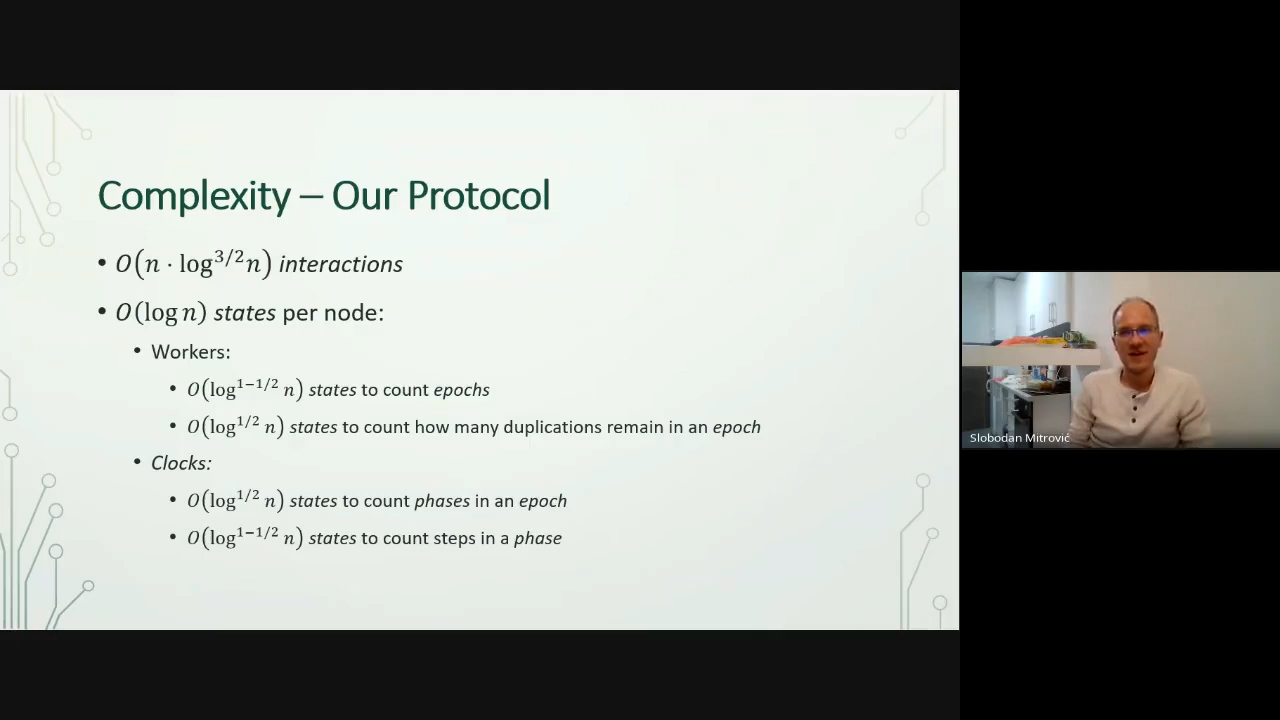 Complexity – Our Protocol
• O(n · log^{3/2} n) interactions
• O(log n) states per node:
• Workers:
• O(log^{1−1/2} n) states to count epochs
• O(log^{1/2} n) states to count how many duplications remain in an epoch
• Clocks:
• O(log^{1/2} n) states to count phases in an epoch
• O(log^{1−1/2} n) states to count steps in a phase
Slobodan Mitrović